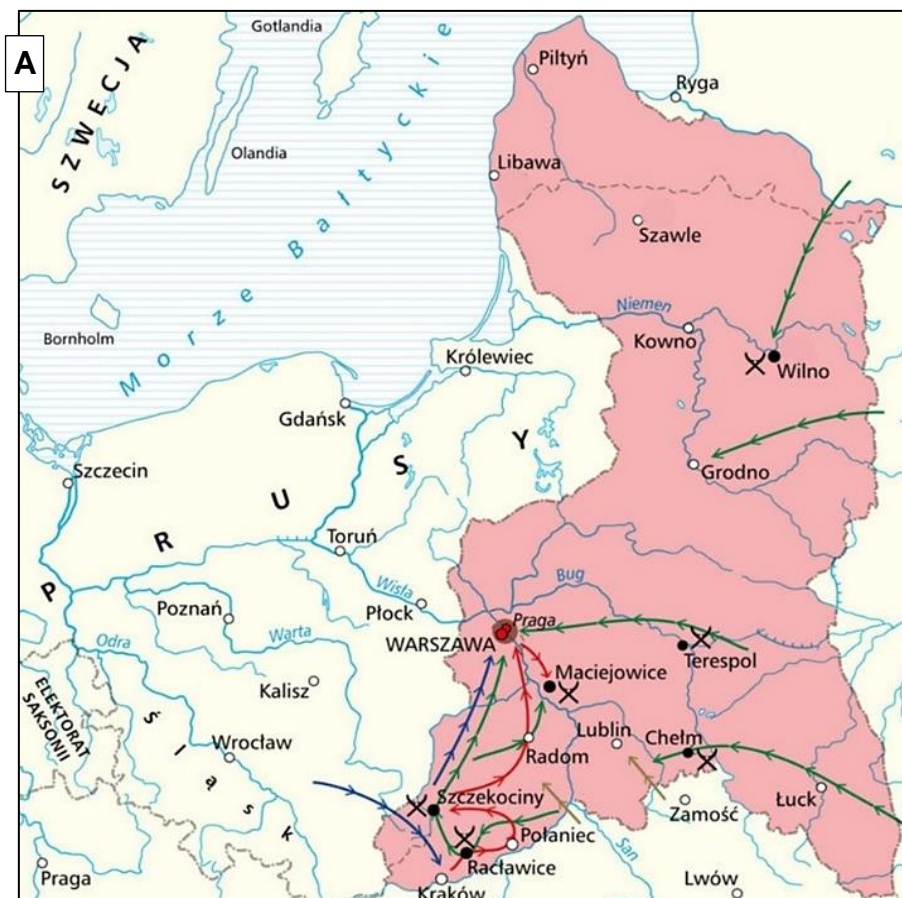 A
SZWECJA
Gotlandia
Olandia
Bornholm
Morze Bałtyckie
Piltyń
Ryga
Libawa
Szawle
Niemen
Kowno
Wilno
Królewiec
Gdańsk
Szczecin
Grodno
PRUSY
Toruń
Wisła
Płock
Bug
Praga
WARSZAWA
Terespol
Poznań
Warta
Odra
Kalisz
Maciejowice
ELEKTORAT
SAKSONII
Śląsk
Wrocław
Lublin
Chełm
Radom
Szczekociny
Zamość
Łuck
Połaniec
San
Racławice
Praga
Kraków
Lwów